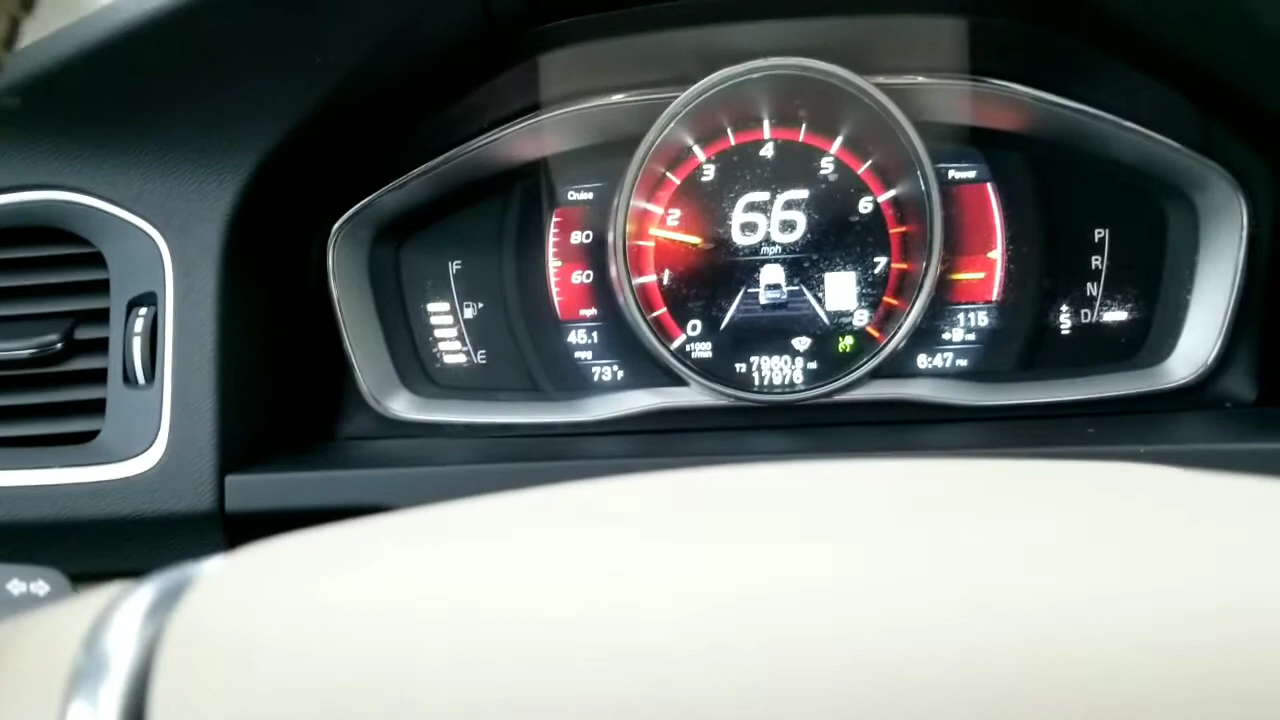 F
E
Cruise
80
60
mph
45.1
mpg
73°F
0
1
2
3
4
5
6
7
8
66
mph
x1000
r/min
T2 7960.9 mi
17976
Power
115
mi
6:47 PM
P
R
N
D